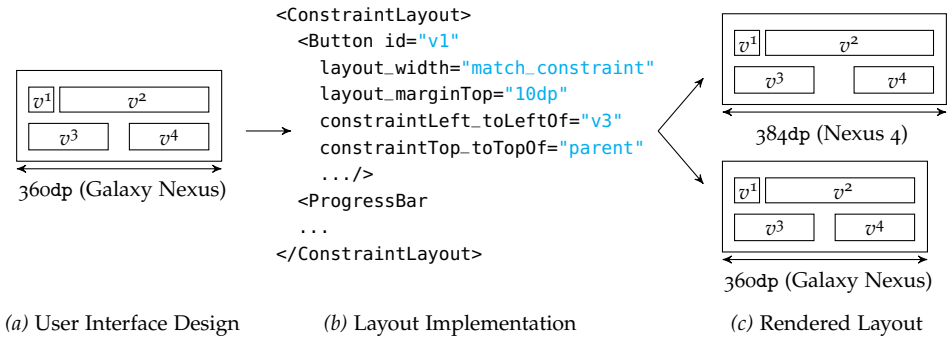 v¹ v²
v³ v⁴
360dp (Galaxy Nexus)
(a) User Interface Design
<ConstraintLayout>
<Button id="v1"
layout_width="match_constraint"
layout_marginTop="10dp"
constraintLeft_toLeftOf="v3"
constraintTop_toTopOf="parent"
.../>
<ProgressBar
...
</ConstraintLayout>
(b) Layout Implementation
v¹ v²
v³ v⁴
384dp (Nexus 4)
v¹ v²
v³ v⁴
360dp (Galaxy Nexus)
(c) Rendered Layout